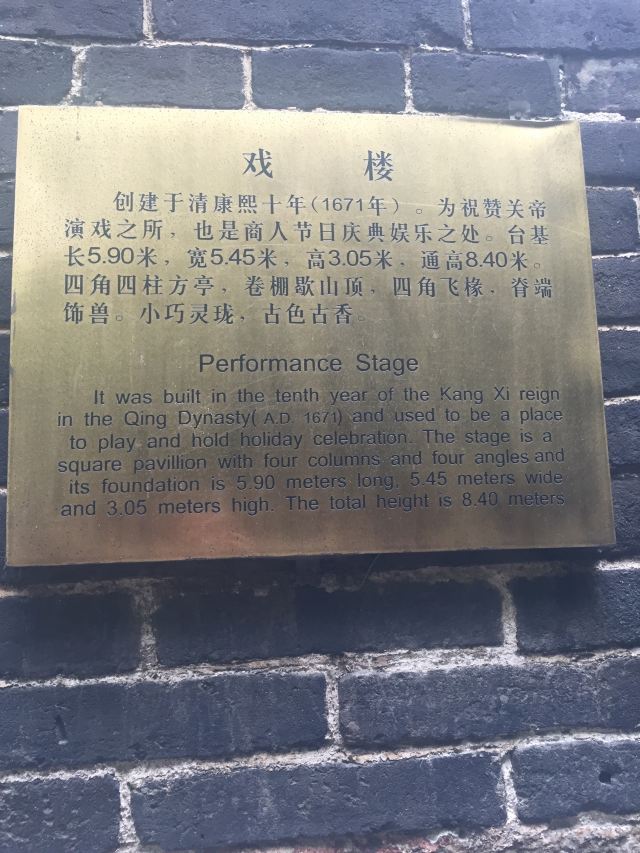 戏 楼
创建于清康熙十年(1671年）。为祝赞关帝
演戏之所，也是商人节日庆典娱乐之处。台基
长5.90米，宽5.45米，高3.05米，通高8.40米。
四角四柱方亭，卷棚歇山顶，四角飞椽，脊端
饰兽。小巧灵珑，古色古香。
Performance Stage
It was built in the tenth year of the Kang Xi reign
in the Qing Dynasty( A.D. 1671) and used to be a place
to play and hold holiday celebration. The stage is a
square pavillion with four columns and four angles and
its foundation is 5.90 meters long, 5.45 meters wide
and 3.05 meters high. The total height is 8.40 meters